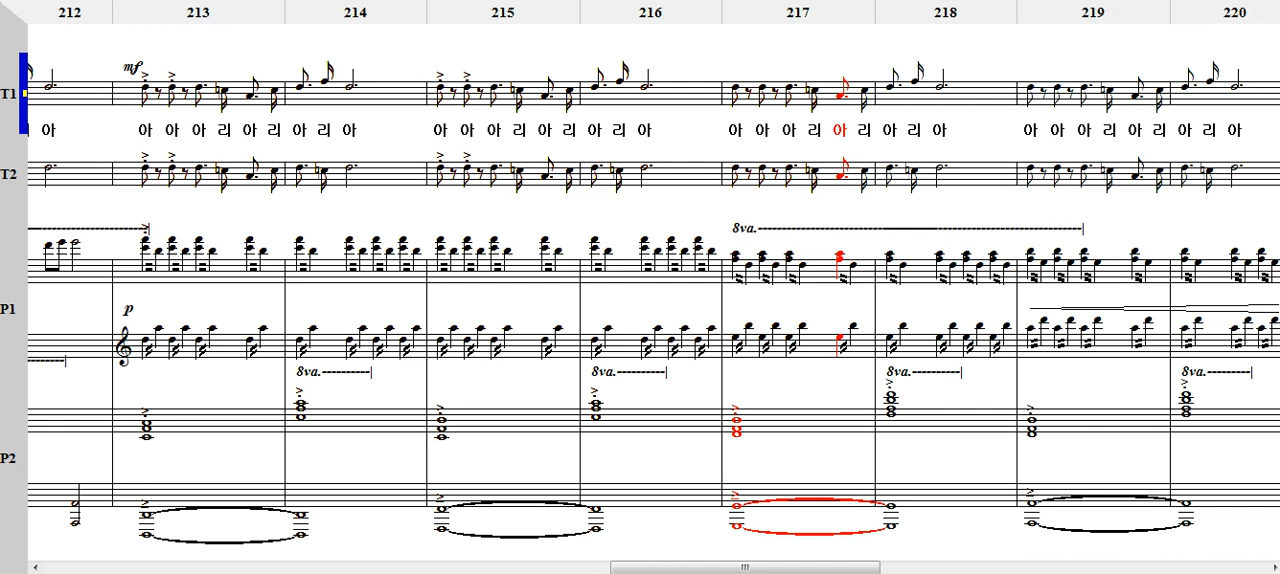 212 213 214 215 216 217 218 219 220
mf
T1
아 아 아 아 리 아 리 아 리 아 아 아 아 리 아 리 아 리 아 아 아 아 리 아 리 아 리 아 아 아 아 리 아 리 아 리 아
T2
8va.
P1
p
8va. 8va. 8va. 8va.
P2